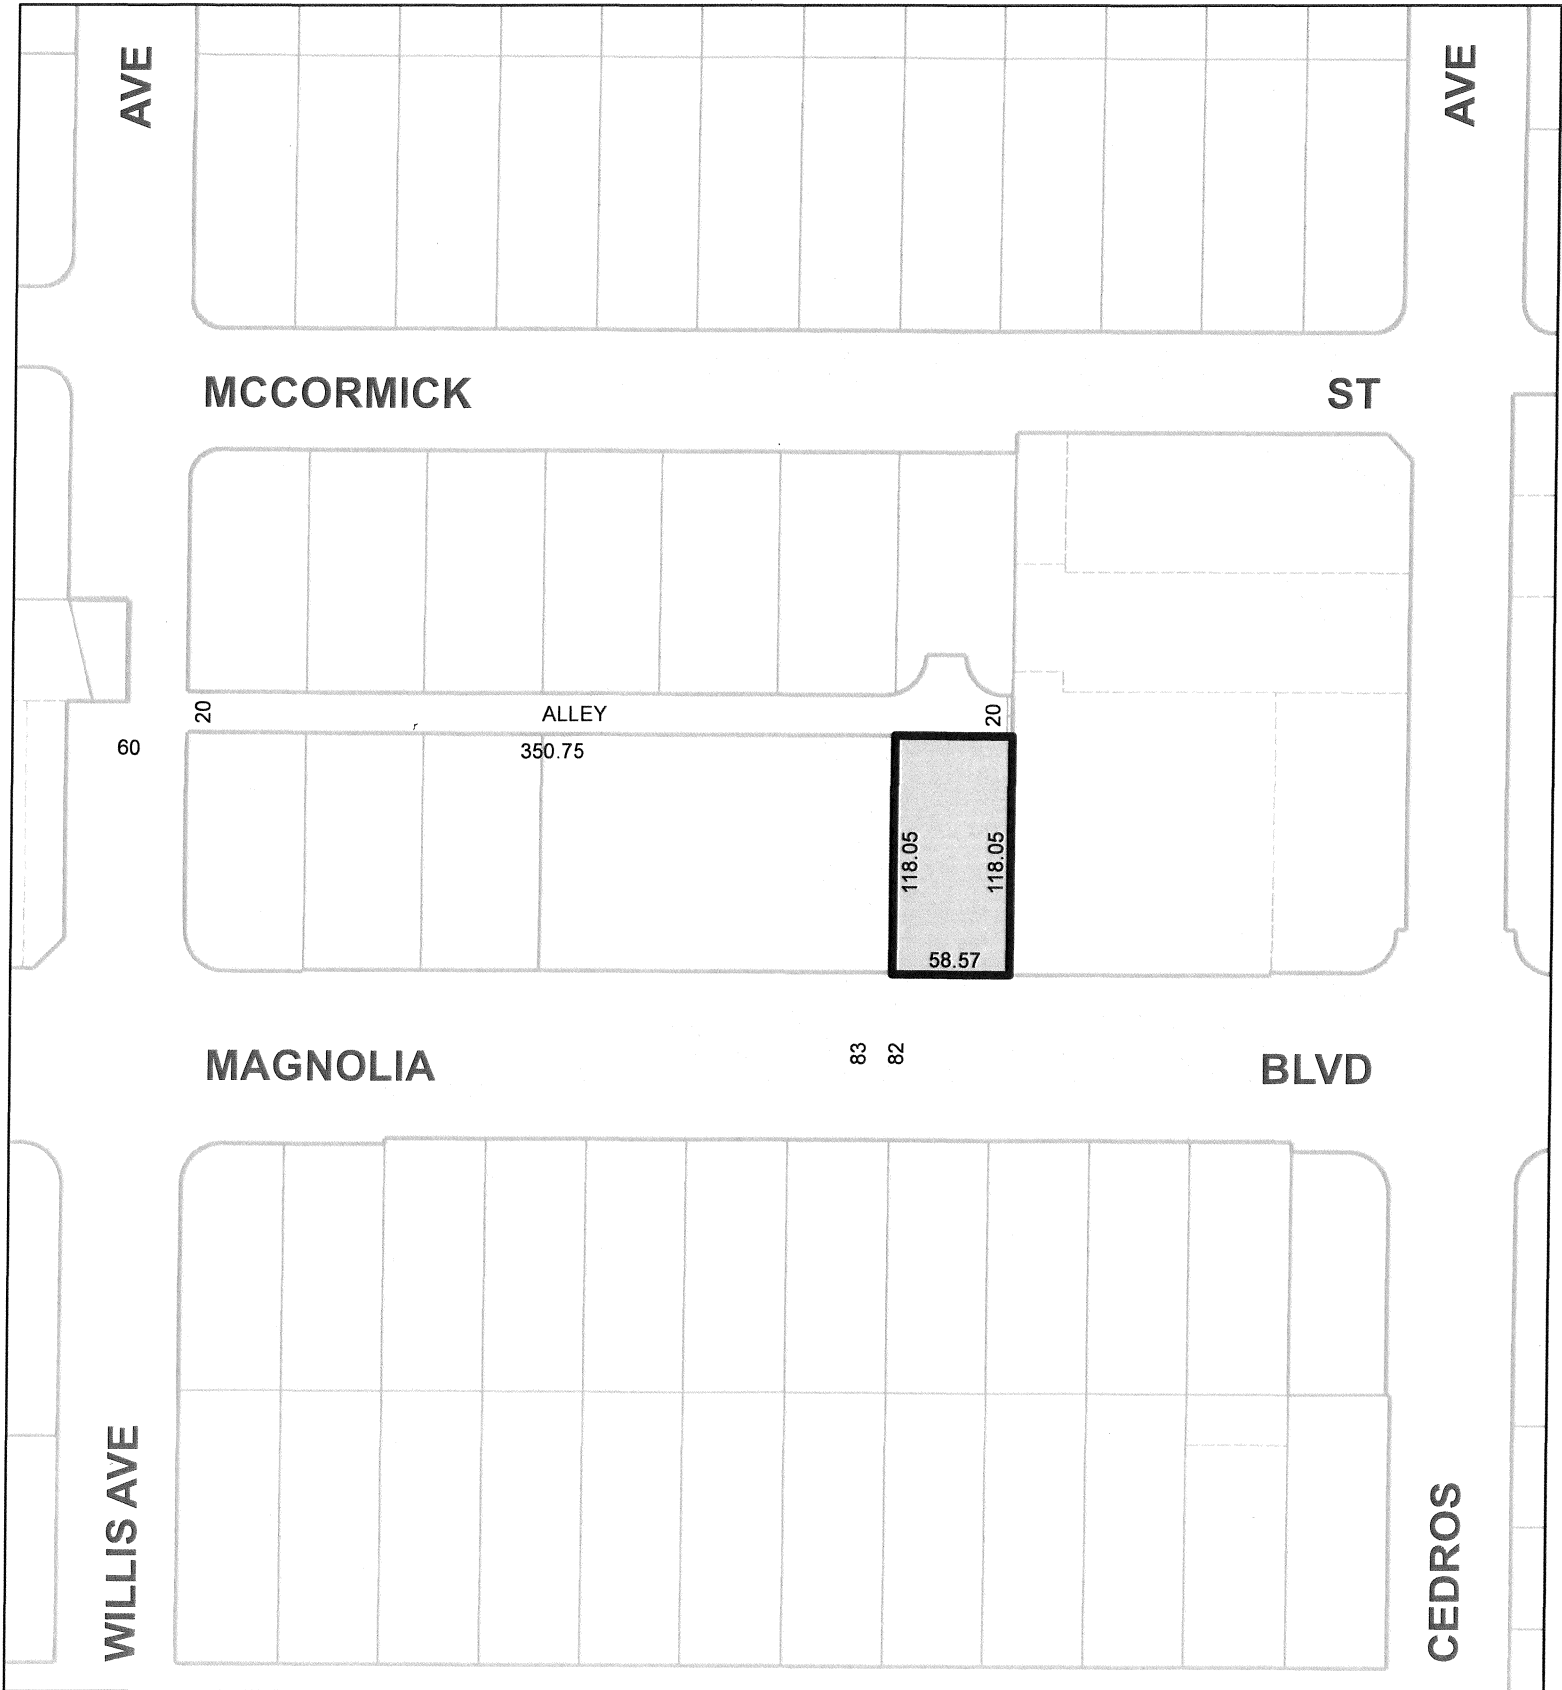 AVE
AVE
MCCORMICK
ST
20
ALLEY
20
60
350.75
118.05
118.05
58.57
83
82
MAGNOLIA
BLVD
WILLIS AVE
CEDROS